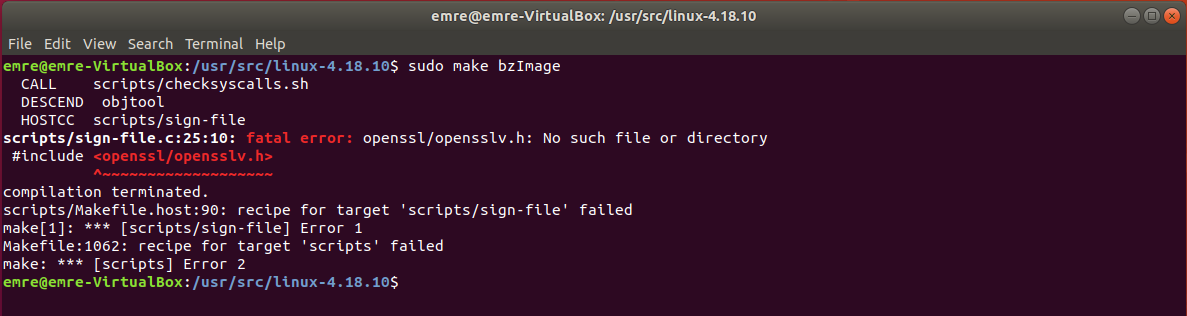 emre@emre-VirtualBox: /usr/src/linux-4.18.10
File Edit View Search Terminal Help
emre@emre-VirtualBox:/usr/src/linux-4.18.10$ sudo make bzImage
  CALL    scripts/checksyscalls.sh
  DESCEND  objtool
  HOSTCC  scripts/sign-file
scripts/sign-file.c:25:10: fatal error: openssl/opensslv.h: No such file or directory
 #include <openssl/opensslv.h>
          ^~~~~~~~~~~~~~~~~~~~
compilation terminated.
scripts/Makefile.host:90: recipe for target 'scripts/sign-file' failed
make[1]: *** [scripts/sign-file] Error 1
Makefile:1062: recipe for target 'scripts' failed
make: *** [scripts] Error 2
emre@emre-VirtualBox:/usr/src/linux-4.18.10$